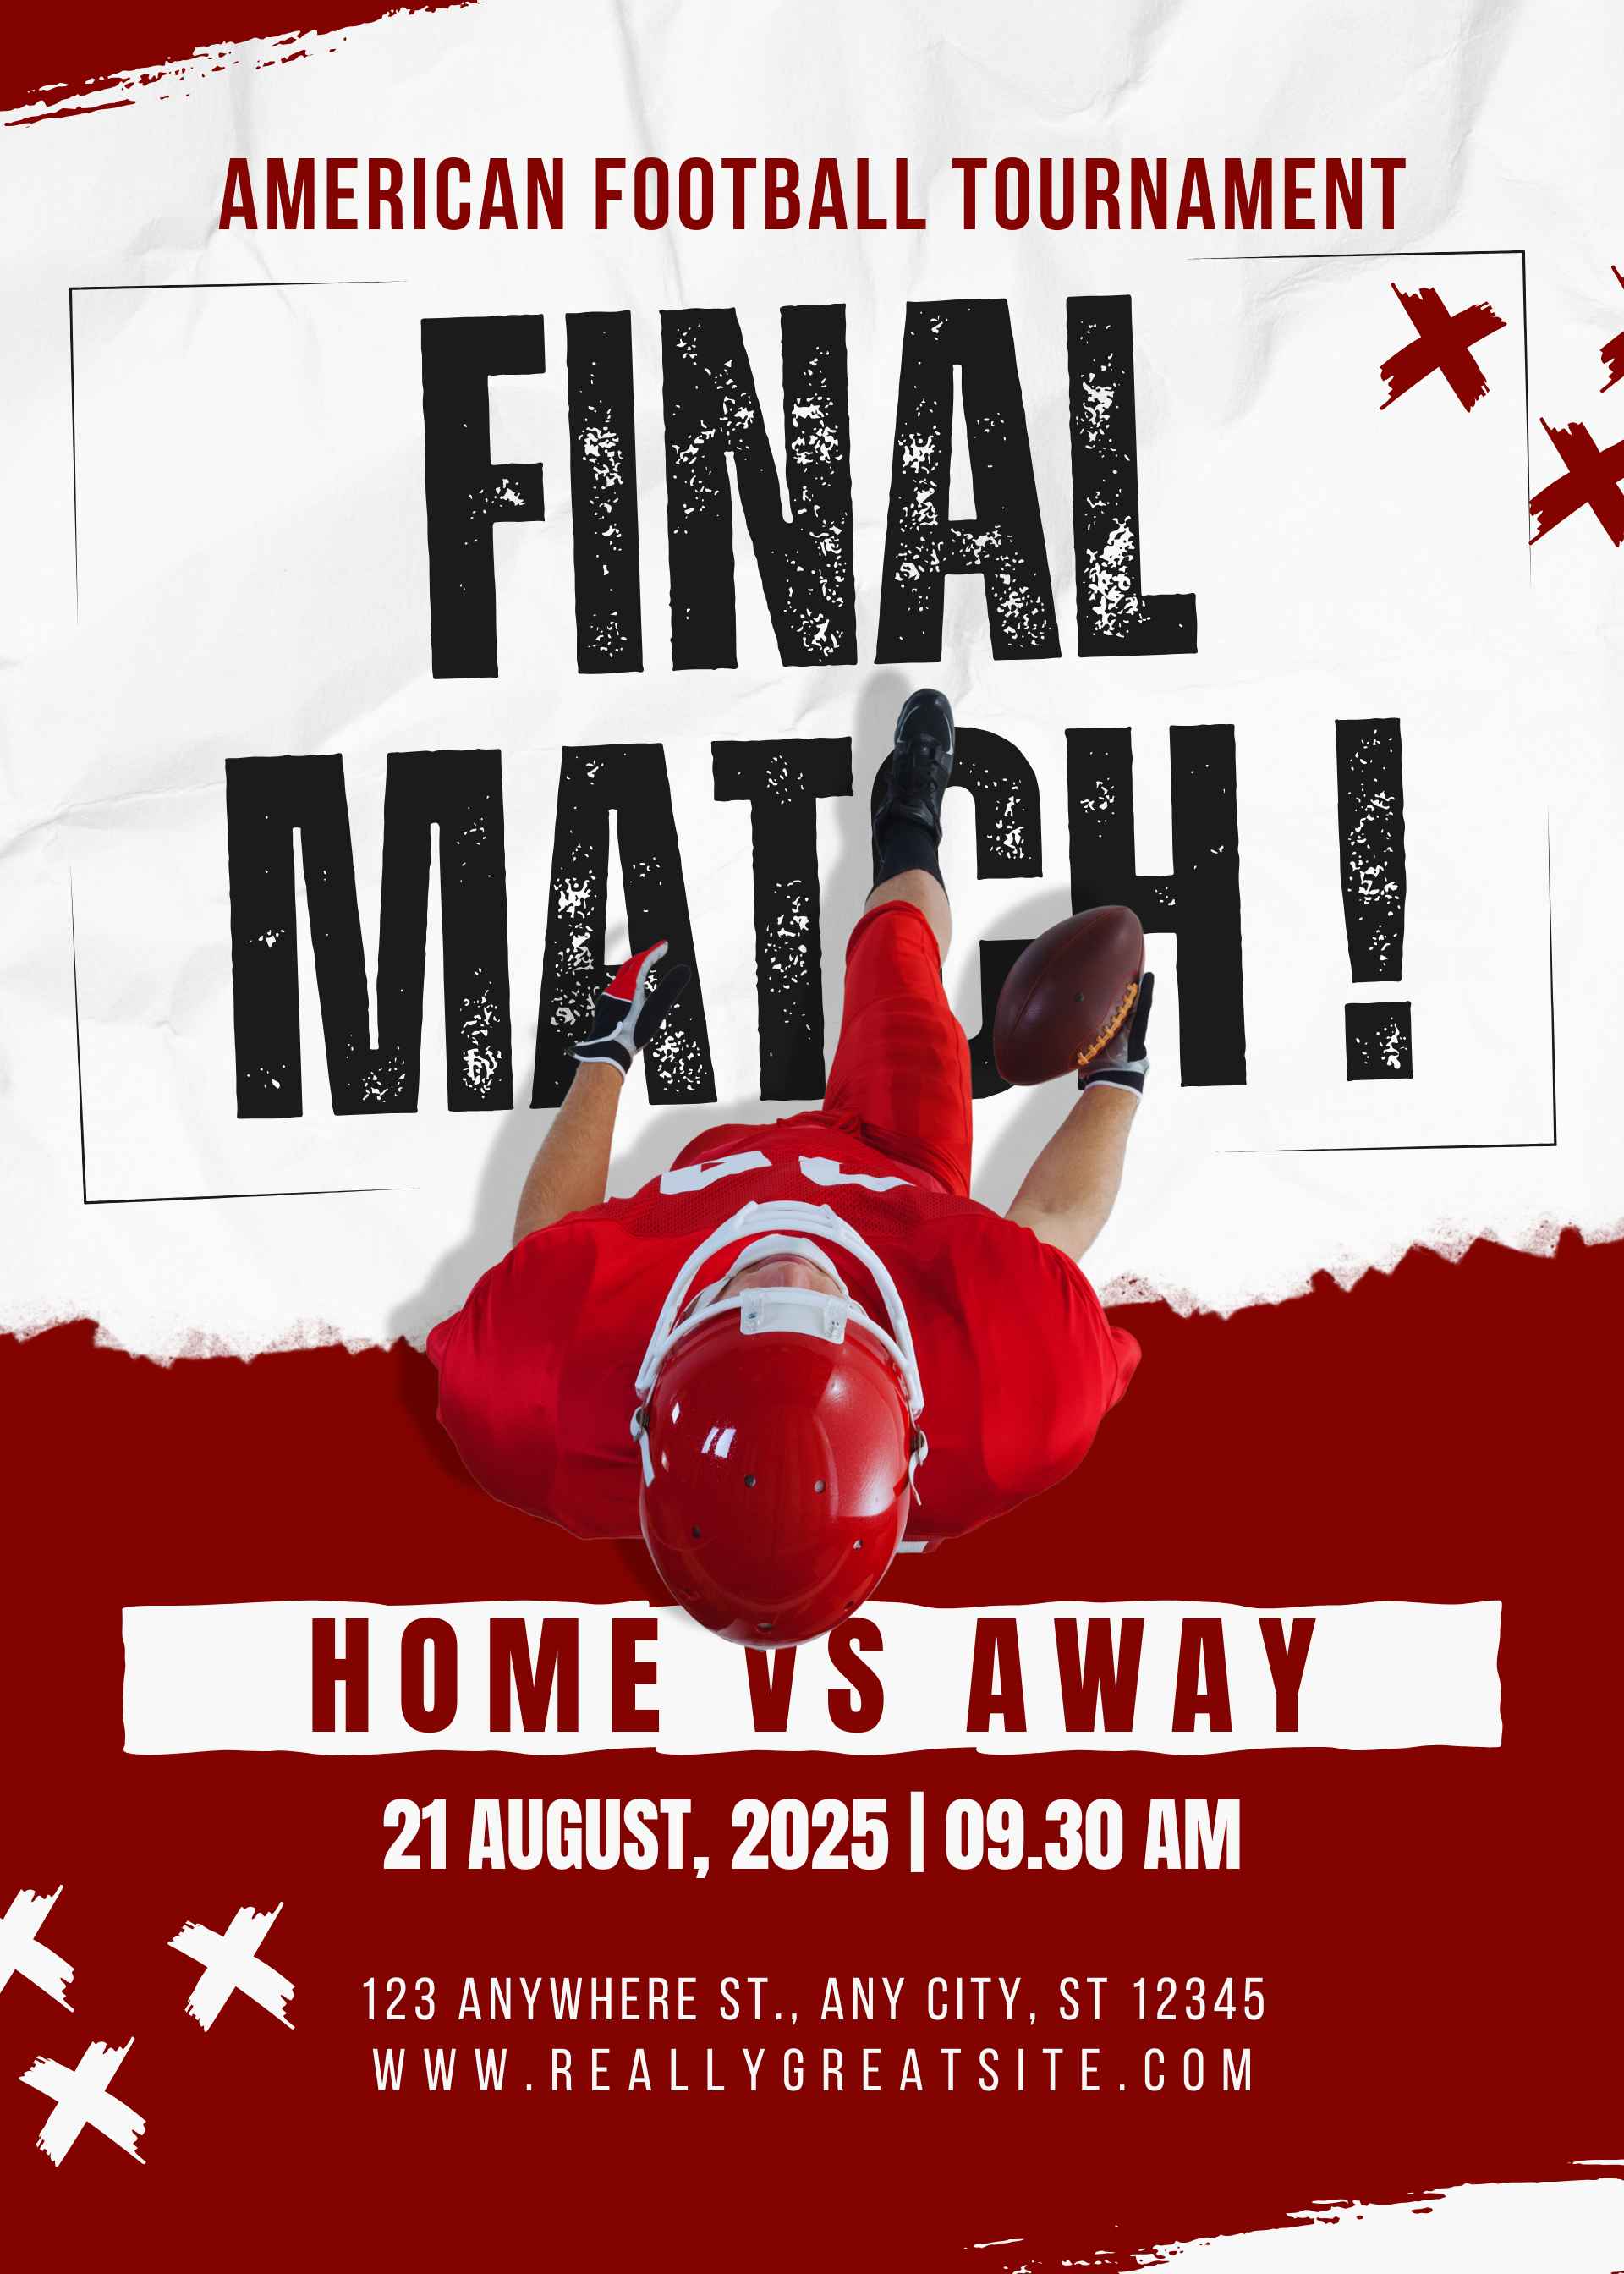 AMERICAN FOOTBALL TOURNAMENT
FINAL
MATCH !
HOME VS AWAY
21 AUGUST, 2025 | 09.30 AM
123 ANYWHERE ST., ANY CITY, ST 12345
WWW.REALLYGREATSITE.COM